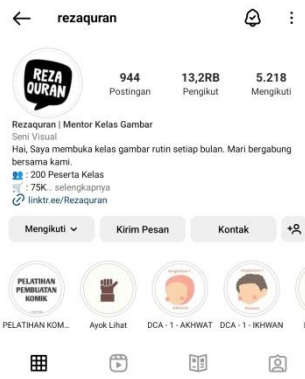 rezaquran
REZA
QURAN
944
Postingan
13,2RB
Pengikut
5.218
Mengikuti
Rezaquran | Mentor Kelas Gambar
Seni Visual
Hai, Saya membuka kelas gambar rutin setiap bulan. Mari bergabung
bersama kami.
: 200 Peserta Kelas
: 75K... selengkapnya
linktr.ee/Rezaquran
Mengikuti
Kirim Pesan
Kontak
PELATIHAN
PEMBUATAN
KOMIK
PELATIHAN KOM...
Ayok Lihat
DCA - 1 - AKHWAT
DCA - 1 - IKHWAN